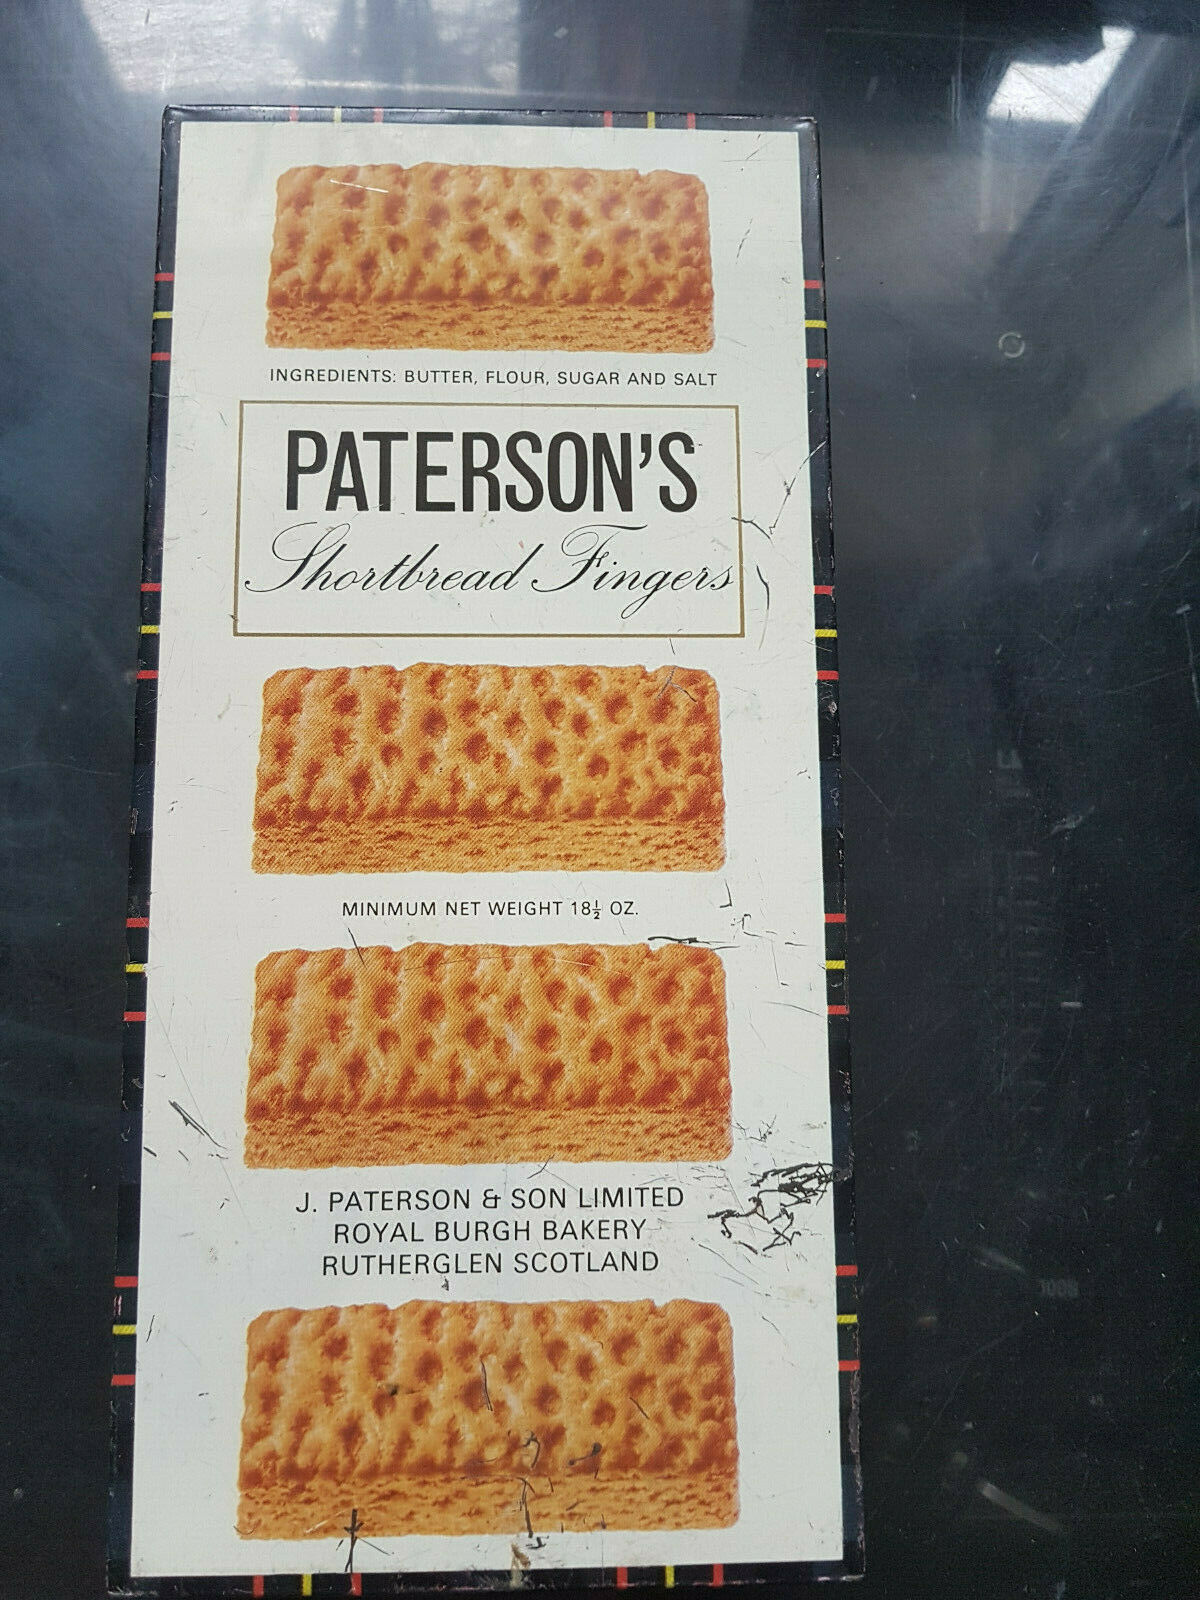 INGREDIENTS: BUTTER, FLOUR, SUGAR AND SALT
PATERSON'S
Shortbread Fingers
MINIMUM NET WEIGHT 18½ OZ.
J. PATERSON & SON LIMITED
ROYAL BURGH BAKERY
RUTHERGLEN SCOTLAND